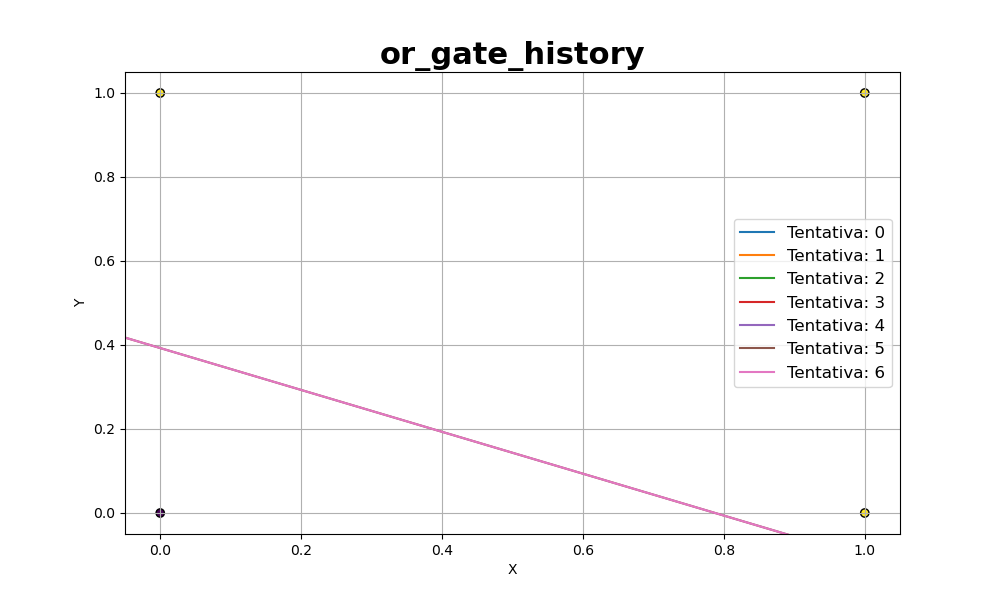 or_gate_history
1.0
0.8
0.6
0.4
0.2
0.0
Y
Tentativa: 0
Tentativa: 1
Tentativa: 2
Tentativa: 3
Tentativa: 4
Tentativa: 5
Tentativa: 6
0.0 0.2 0.4 0.6 0.8 1.0
X